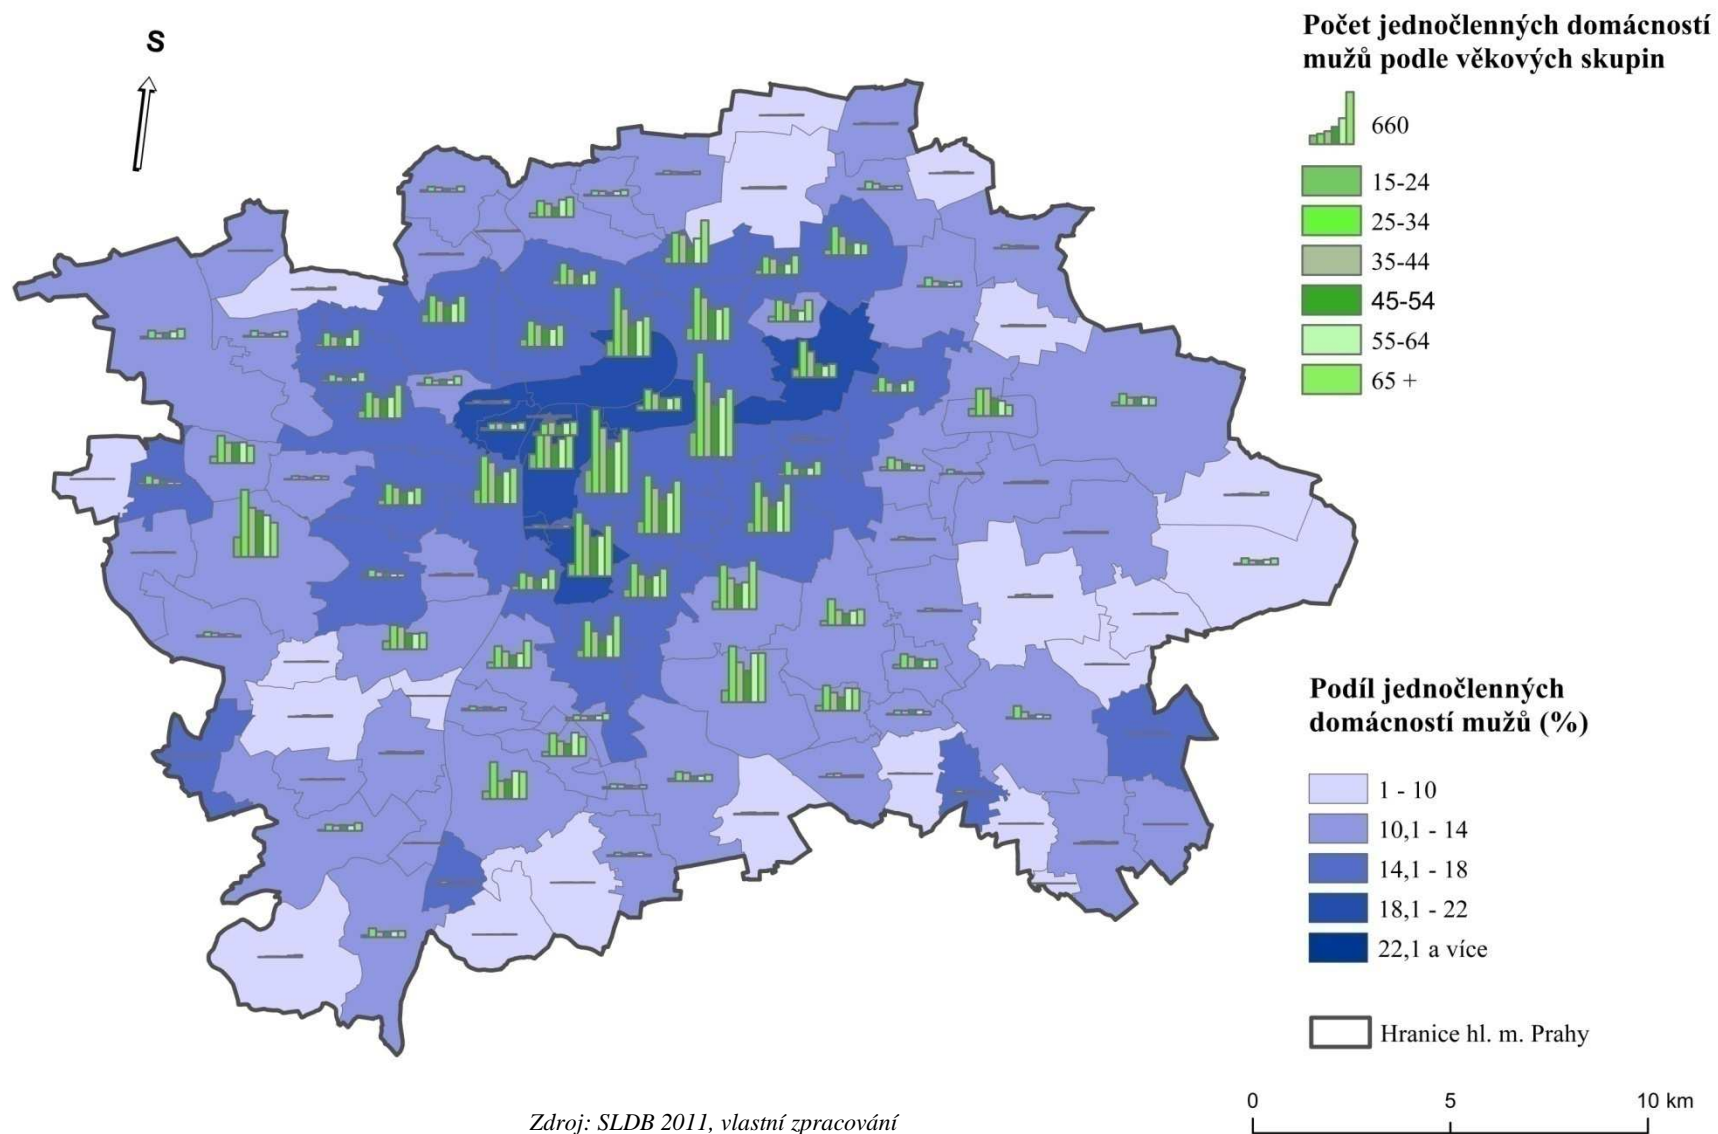 S
Počet jednočlenných domácností
mužů podle věkových skupin
660
15-24
25-34
35-44
45-54
55-64
65 +
Podíl jednočlenných
domácností mužů (%)
1 - 10
10,1 - 14
14,1 - 18
18,1 - 22
22,1 a více
Hranice hl. m. Prahy
0 5 10 km
Zdroj: SLDB 2011, vlastní zpracování